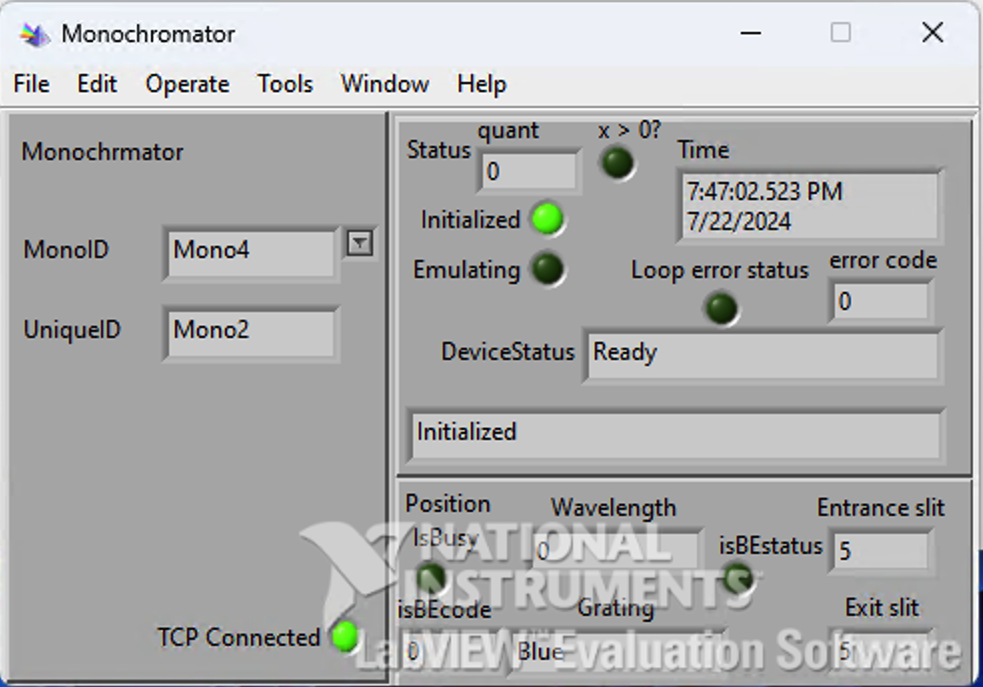 Monochromator
File Edit Operate Tools Window Help
Monochrmator
MonoID Mono4
UniqueID Mono2
TCP Connected
quant x > 0?
Status 0 Time
7:47:02.523 PM
7/22/2024
Initialized
Emulating
Loop error status error code
0
DeviceStatus Ready
Initialized
Position Wavelength Entrance slit
IsBusy 0 isBEstatus 5
isBEcode Grating Exit slit
0 Blue 5
NATIONAL
INSTRUMENTS™
LabVIEW™ Evaluation Software